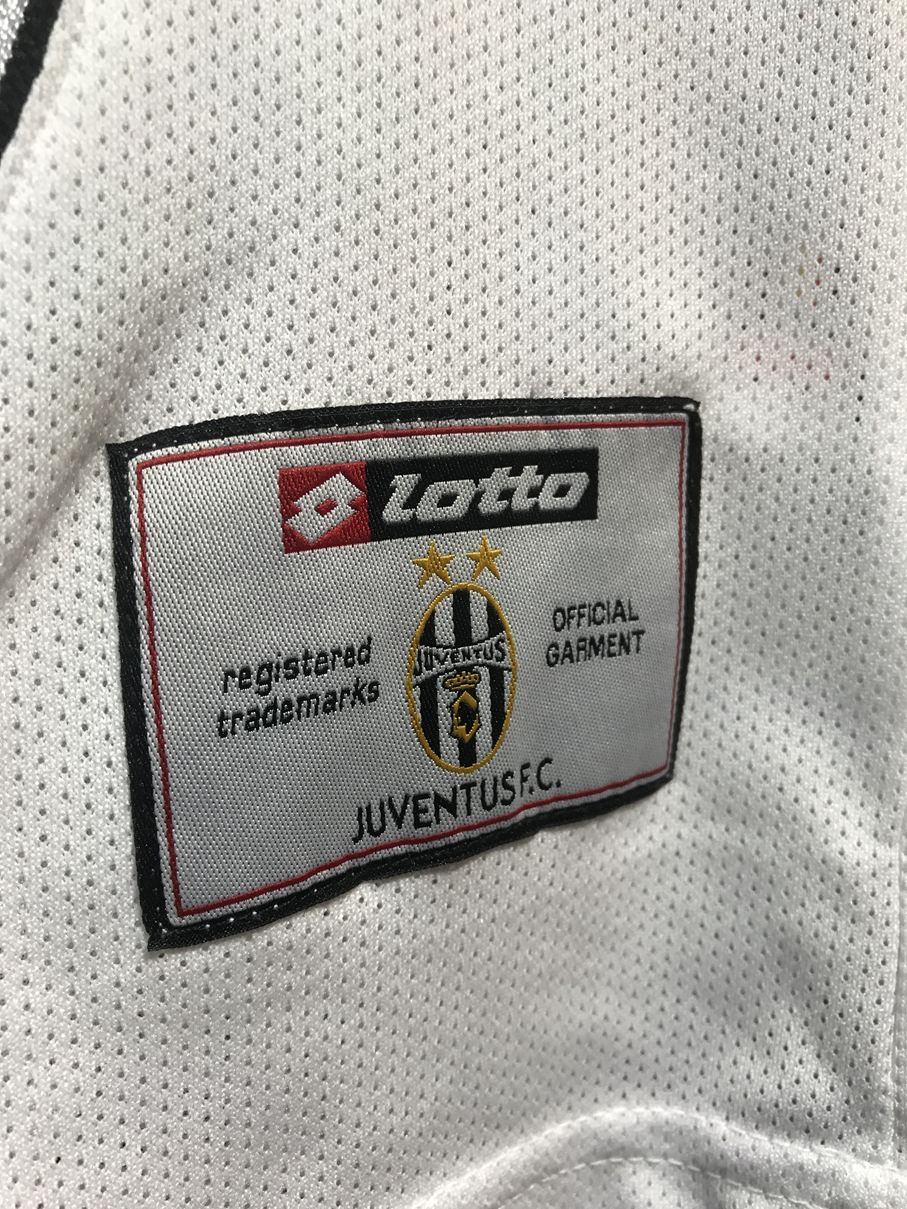 lotto
JUVENTUS
registered
trademarks
OFFICIAL
GARMENT
JUVENTUS F.C.